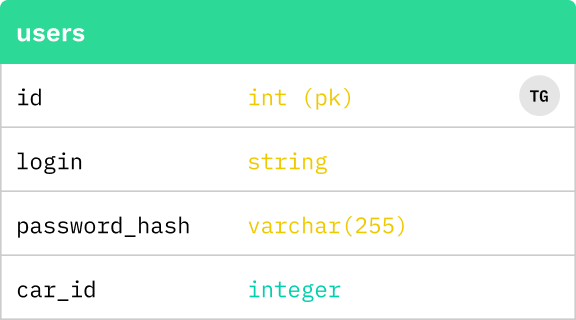 users
id int (pk) TG
login string
password_hash varchar(255)
car_id integer